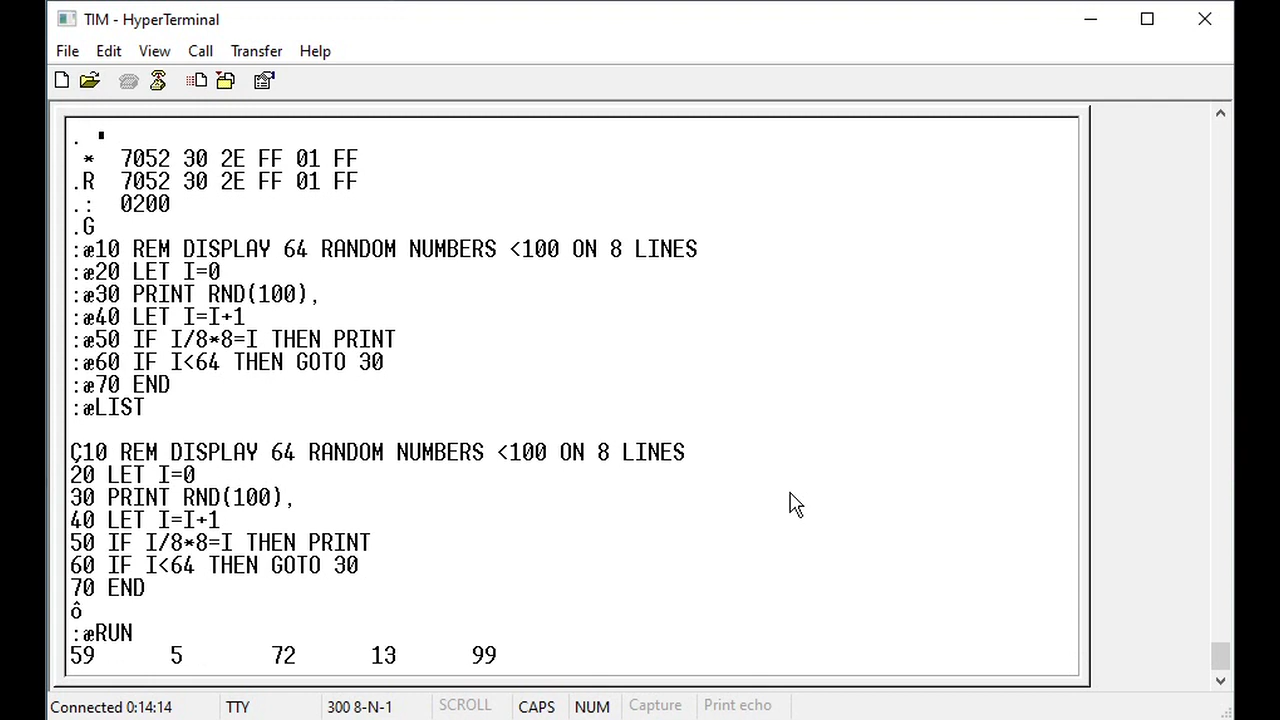 TIM - HyperTerminal
File Edit View Call Transfer Help
.
* 7052 30 2E FF 01 FF
.R 7052 30 2E FF 01 FF
.: 0200
.G
:æ10 REM DISPLAY 64 RANDOM NUMBERS <100 ON 8 LINES
:æ20 LET I=0
:æ30 PRINT RND(100),
:æ40 LET I=I+1
:æ50 IF I/8*8=I THEN PRINT
:æ60 IF I<64 THEN GOTO 30
:æ70 END
:æLIST
Ç10 REM DISPLAY 64 RANDOM NUMBERS <100 ON 8 LINES
20 LET I=0
30 PRINT RND(100),
40 LET I=I+1
50 IF I/8*8=I THEN PRINT
60 IF I<64 THEN GOTO 30
70 END
ô
:æRUN
59 5 72 13 99
Connected 0:14:14 TTY 300 8-N-1 SCROLL CAPS NUM Capture Print echo